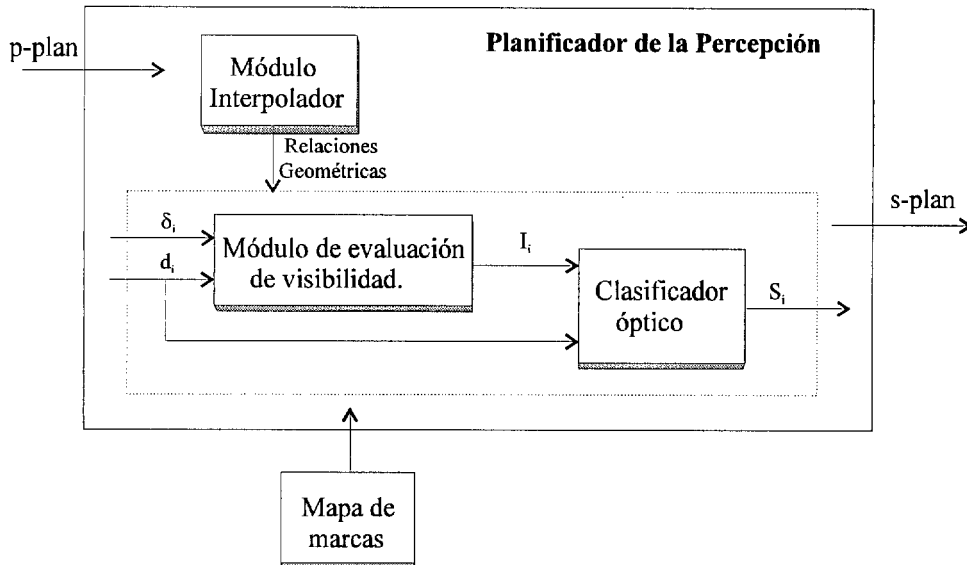 Planificador de la Percepción
p-plan
Módulo
Interpolador
Relaciones
Geométricas
s-plan
δi
di
Módulo de evaluación
de visibilidad.
Ii
Clasificador
óptico
Si
Mapa de
marcas